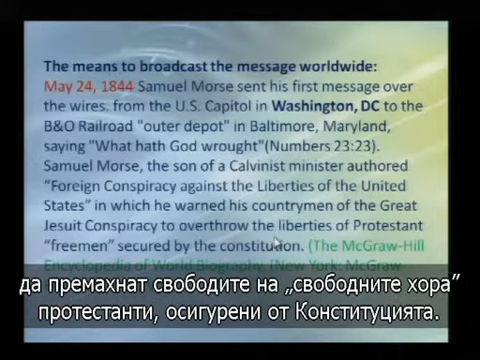 The means to broadcast the message worldwide:
May 24, 1844 Samuel Morse sent his first message over
the wires. from the U.S. Capitol in Washington, DC to the
B&O Railroad "outer depot" in Baltimore, Maryland,
saying "What hath God wrought"(Numbers 23:23).
Samuel Morse, the son of a Calvinist minister authored
“Foreign Conspiracy against the Liberties of the United
States” in which he warned his countrymen of the Great
Jesuit Conspiracy to overthrow the liberties of Protestant
“freemen” secured by the constitution. (The McGraw-Hill
Encyclopedia of World Biography. (New York: McGraw-
да премахнат свободите на „свободните хора”
протестанти, осигурени от Конституцията.